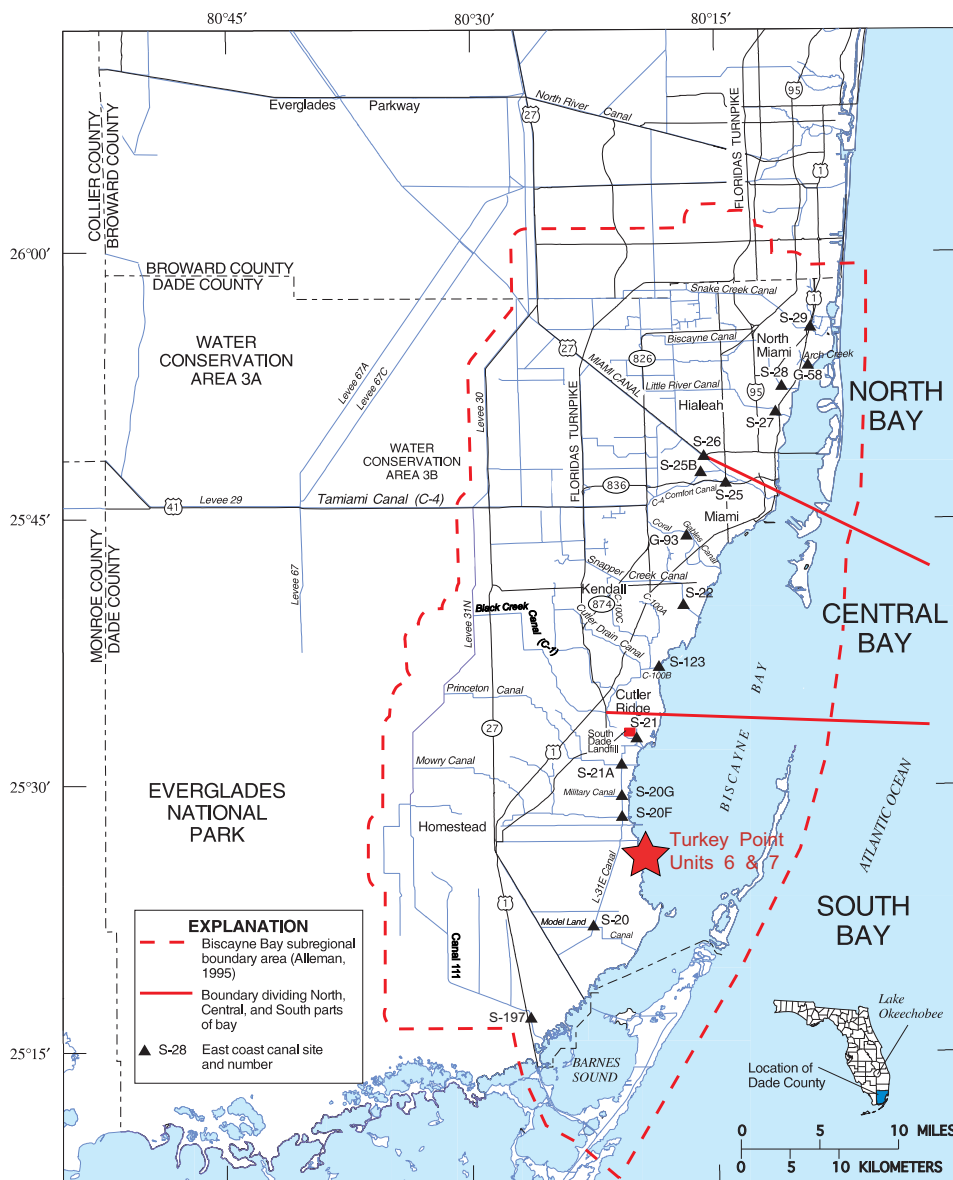 80°45'
80°30'
80°15'
Everglades Parkway
North River Canal
27
95
FLORIDAS TURNPIKE
1
COLLIER COUNTY
BROWARD COUNTY
26°00'
BROWARD COUNTY
DADE COUNTY
Snake Creek Canal
1
S-29
WATER
CONSERVATION
AREA 3A
Levee 67A
Levee 67C
Levee 30
27
MIAMI CANAL
826
Biscayne Canal
North
Miami
Arch Creek
G-58
S-28
Little River Canal
95
Hialeah
S-27
NORTH
BAY
FLORIDAS TURNPIKE
WATER
CONSERVATION
AREA 3B
S-26
S-25B
836
C-4 Comfort Canal
S-25
Miami
Levee 29
Tamiami Canal (C-4)
41
25°45'
Coral
Gables Canal
G-93
MONROE COUNTY
DADE COUNTY
Levee 67
Levee 31N
Snapper Creek Canal
Kendall
874
C-100C
C-100A
S-22
Black Creek
Canal (C-1)
Cutler Drain Canal
CENTRAL
BAY
S-123
C-100B
Princeton Canal
Cutler
Ridge
S-21
South
Dade
Landfill
27
1
BISCAYNE BAY
Mowry Canal
S-21A
25°30'
Military Canal
S-20G
S-20F
EVERGLADES
NATIONAL
PARK
Homestead
ATLANTIC OCEAN
Turkey Point
Units 6 & 7
L-31E Canal
1
Model Land
Canal
S-20
SOUTH
BAY
Canal 111
EXPLANATION
Biscayne Bay subregional
boundary area (Alleman,
1995)
Boundary dividing North,
Central, and South parts
of bay
S-28 East coast canal site
and number
S-197
25°15'
BARNES
SOUND
Lake
Okeechobee
Location of
Dade County
0 5 10 MILES
0 5 10 KILOMETERS